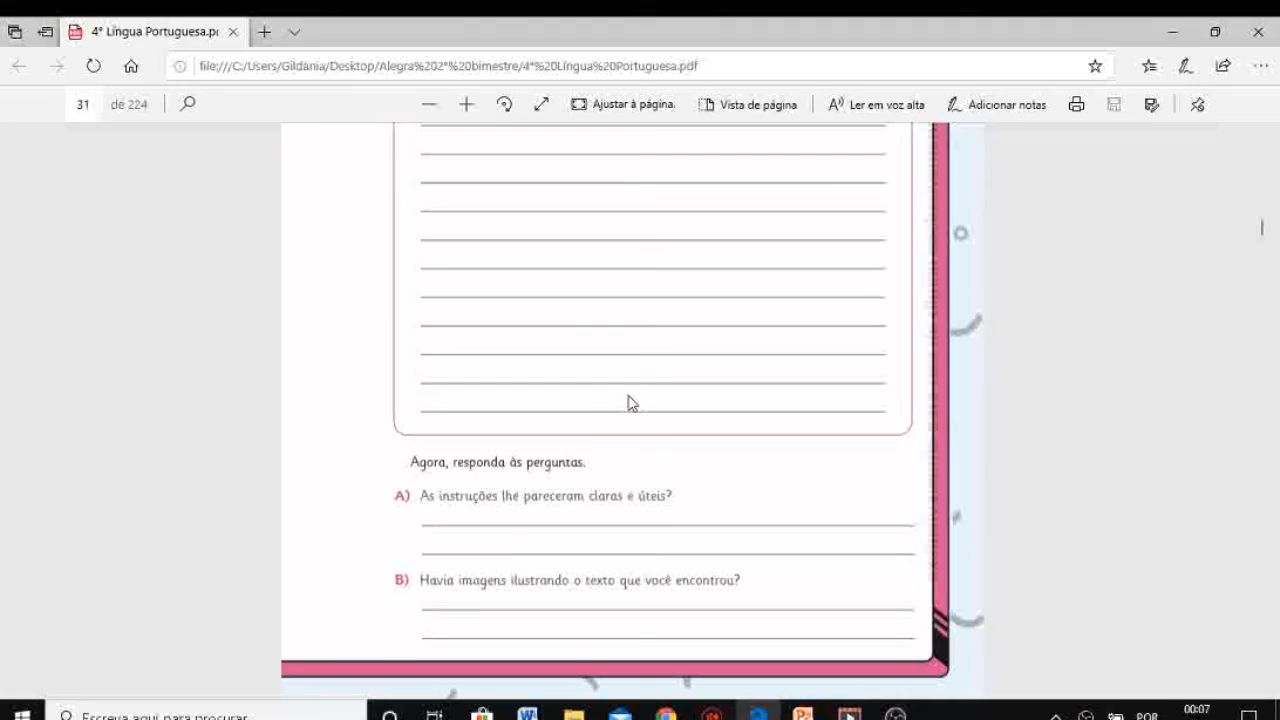 4° Língua Portuguesa.p
file:///C:/Users/Gildania/Desktop/Alegra%202°%20bimestre/4°%20Língua%20Portuguesa.pdf
31 de 224 Ajustar à página. Vista de página Ler em voz alta Adicionar notas
Agora, responda às perguntas.
A) As instruções lhe pareceram claras e úteis?
B) Havia imagens ilustrando o texto que você encontrou?
Escreva aqui para procurar
POR
00:07